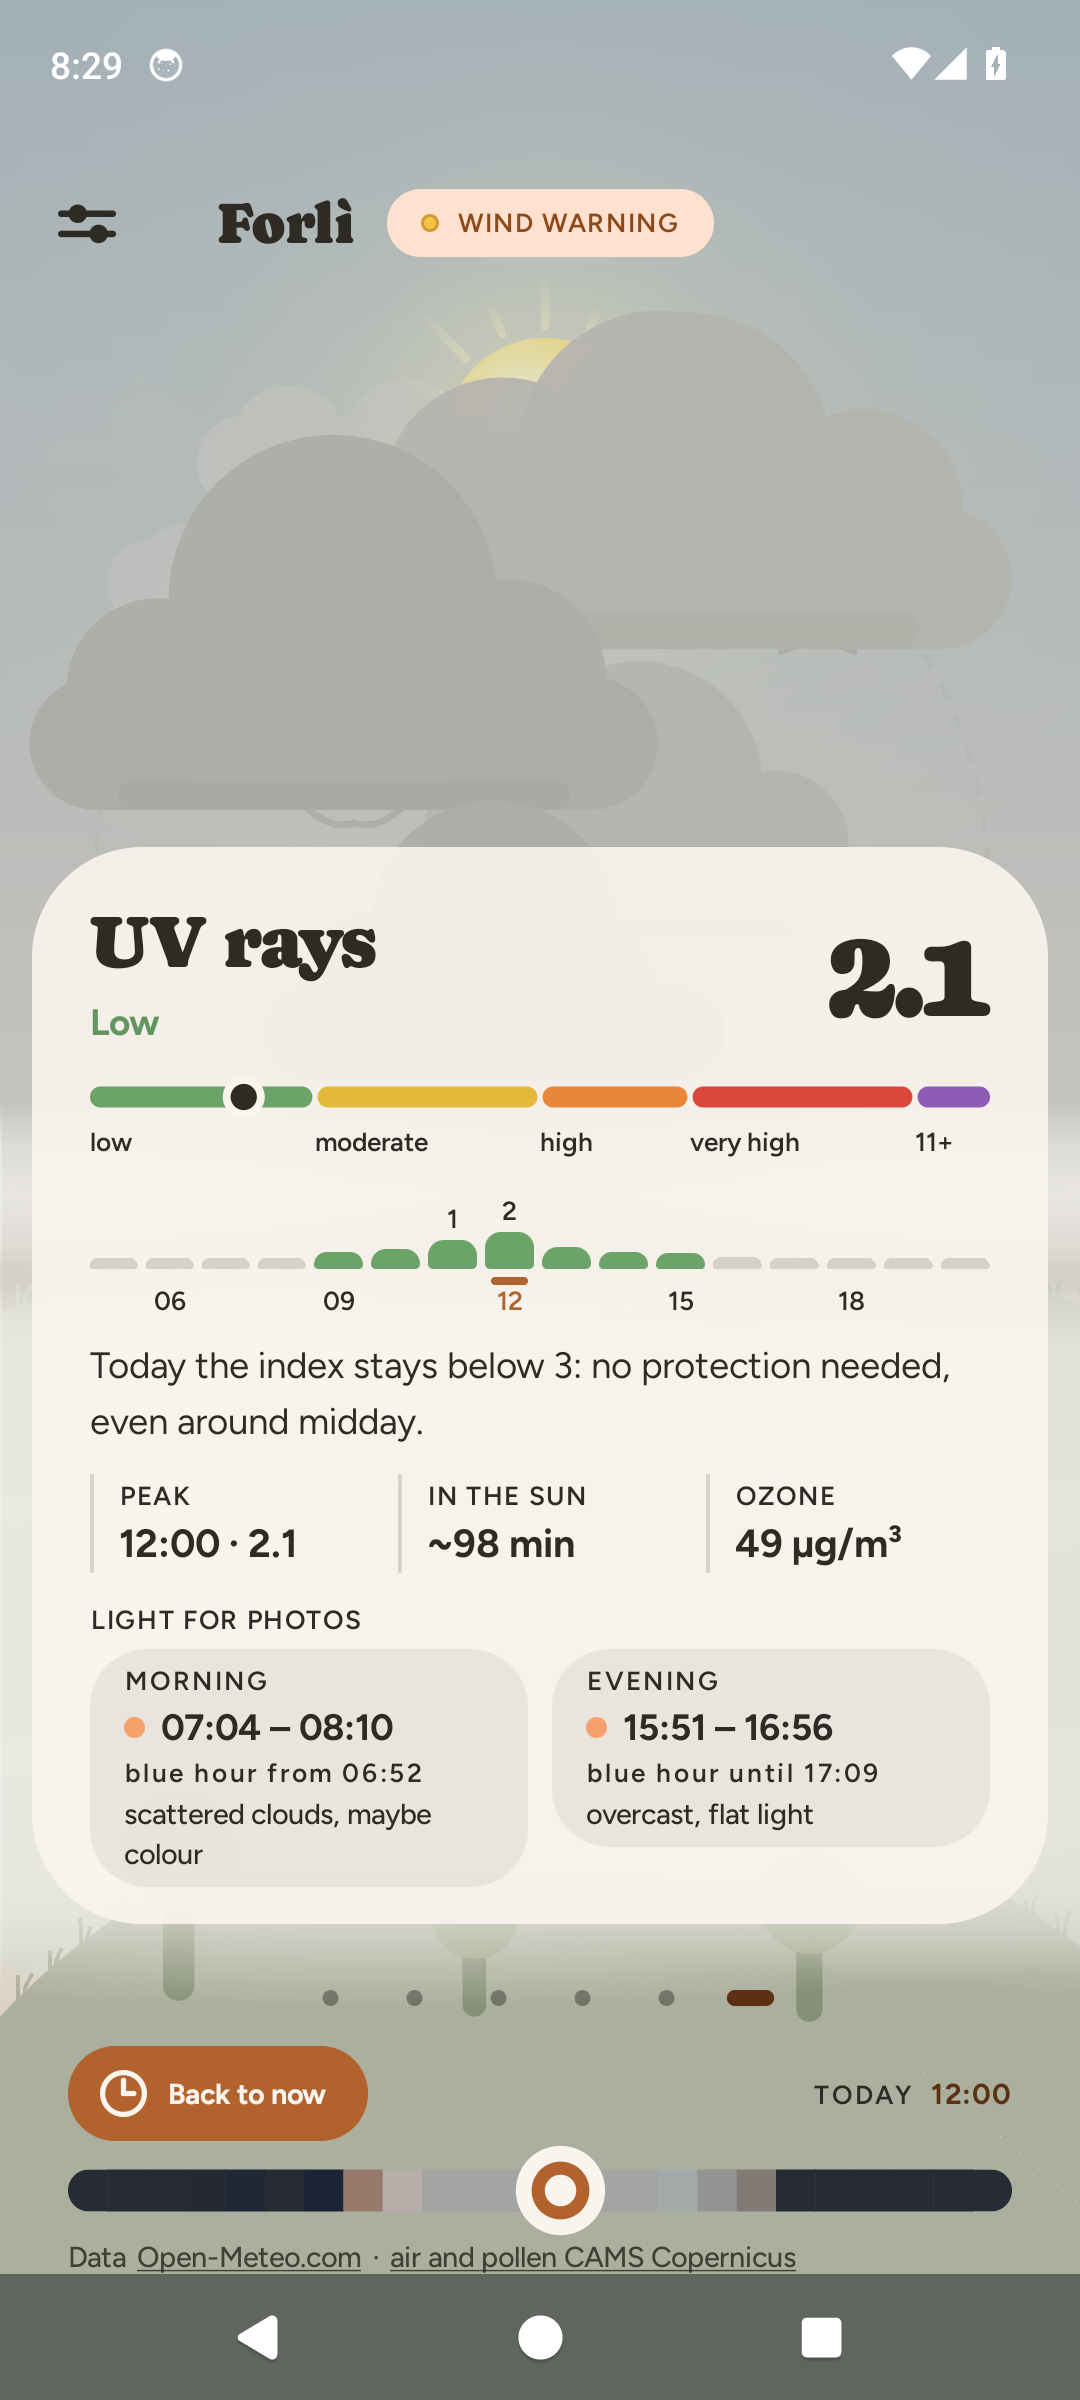 8:29
Forlì
WIND WARNING
UV rays
2.1
Low
low moderate high very high 11+
1 2
06 09 12 15 18
Today the index stays below 3: no protection needed,
even around midday.
PEAK IN THE SUN OZONE
12:00 · 2.1 ~98 min 49 µg/m³
LIGHT FOR PHOTOS
MORNING
07:04 – 08:10
blue hour from 06:52
scattered clouds, maybe
colour
EVENING
15:51 – 16:56
blue hour until 17:09
overcast, flat light
Back to now
TODAY 12:00
Data Open-Meteo.com · air and pollen CAMS Copernicus